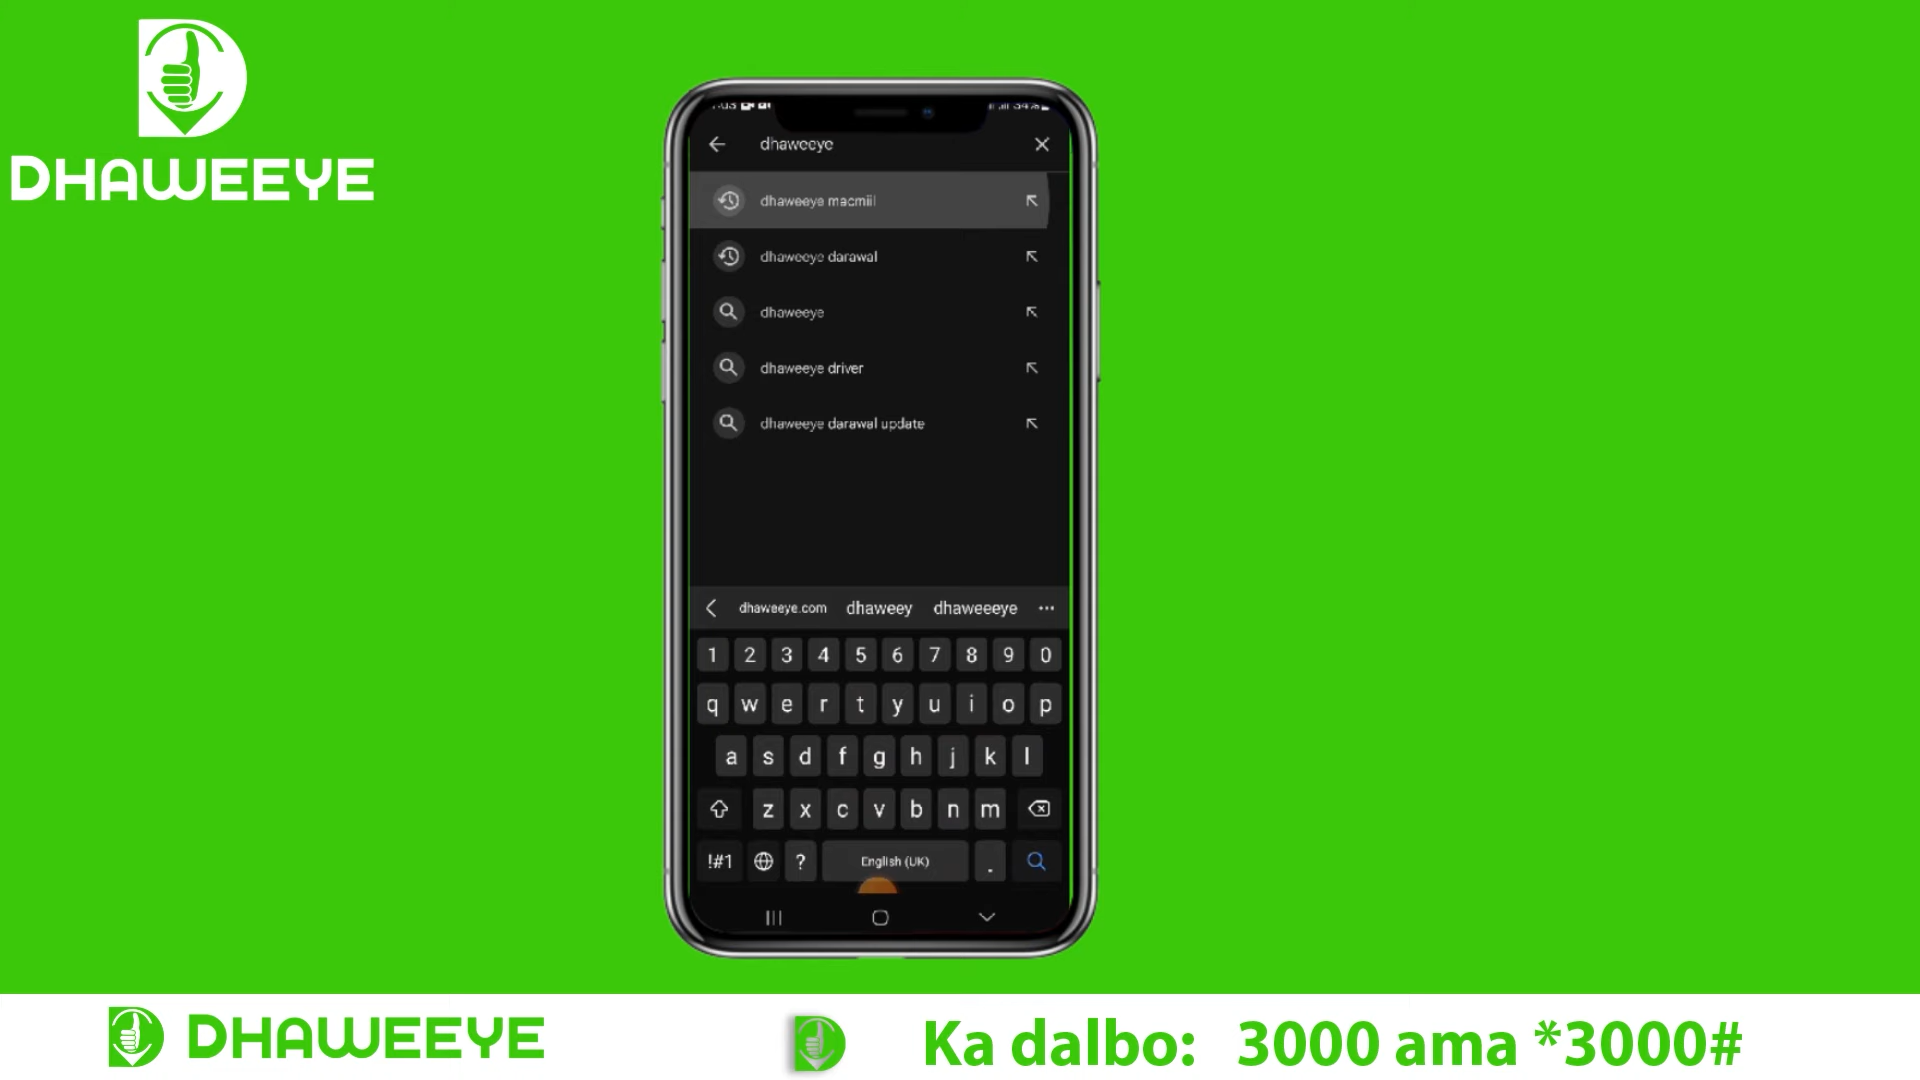 DHAWEEYE
dhaweeye
dhaweeye macmiil
dhaweeye darawal
dhaweeye
dhaweeye driver
dhaweeye darawal update
dhaweeye.com dhaweey dhaweeeye
1 2 3 4 5 6 7 8 9 0
q w e r t y u i o p
a s d f g h j k l
z x c v b n m
!#1 ? English (UK) .
DHAWEEYE
Ka dalbo: 3000 ama *3000#